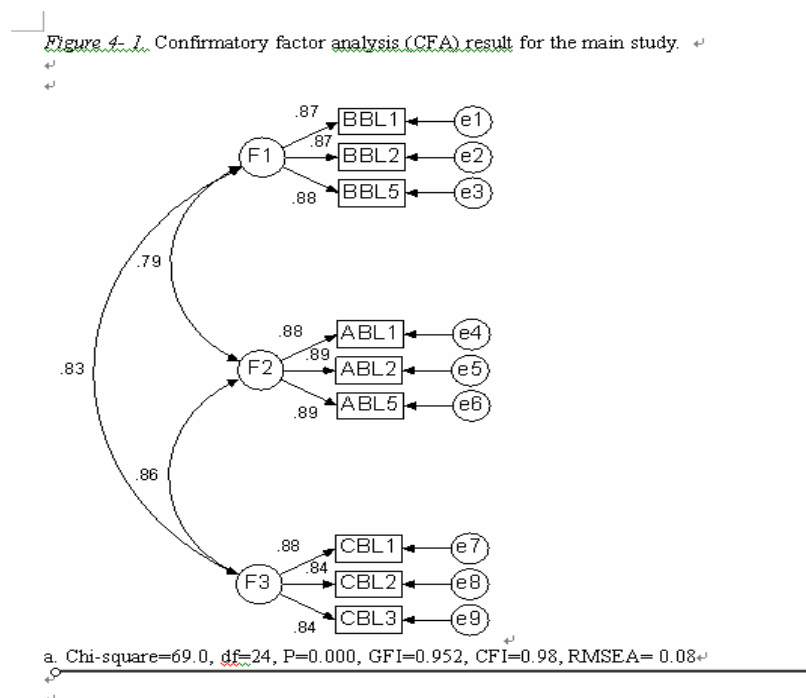 Figure 4- 1. Confirmatory factor analysis (CFA) result for the main study.
.87 BBL1 e1
F1 .87 BBL2 e2
.88 BBL5 e3
.79
.88 ABL1 e4
.83 F2 .89 ABL2 e5
.89 ABL5 e6
.86
.88 CBL1 e7
F3 .84 CBL2 e8
.84 CBL3 e9
a. Chi-square=69.0, df=24, P=0.000, GFI=0.952, CFI=0.98, RMSEA= 0.08